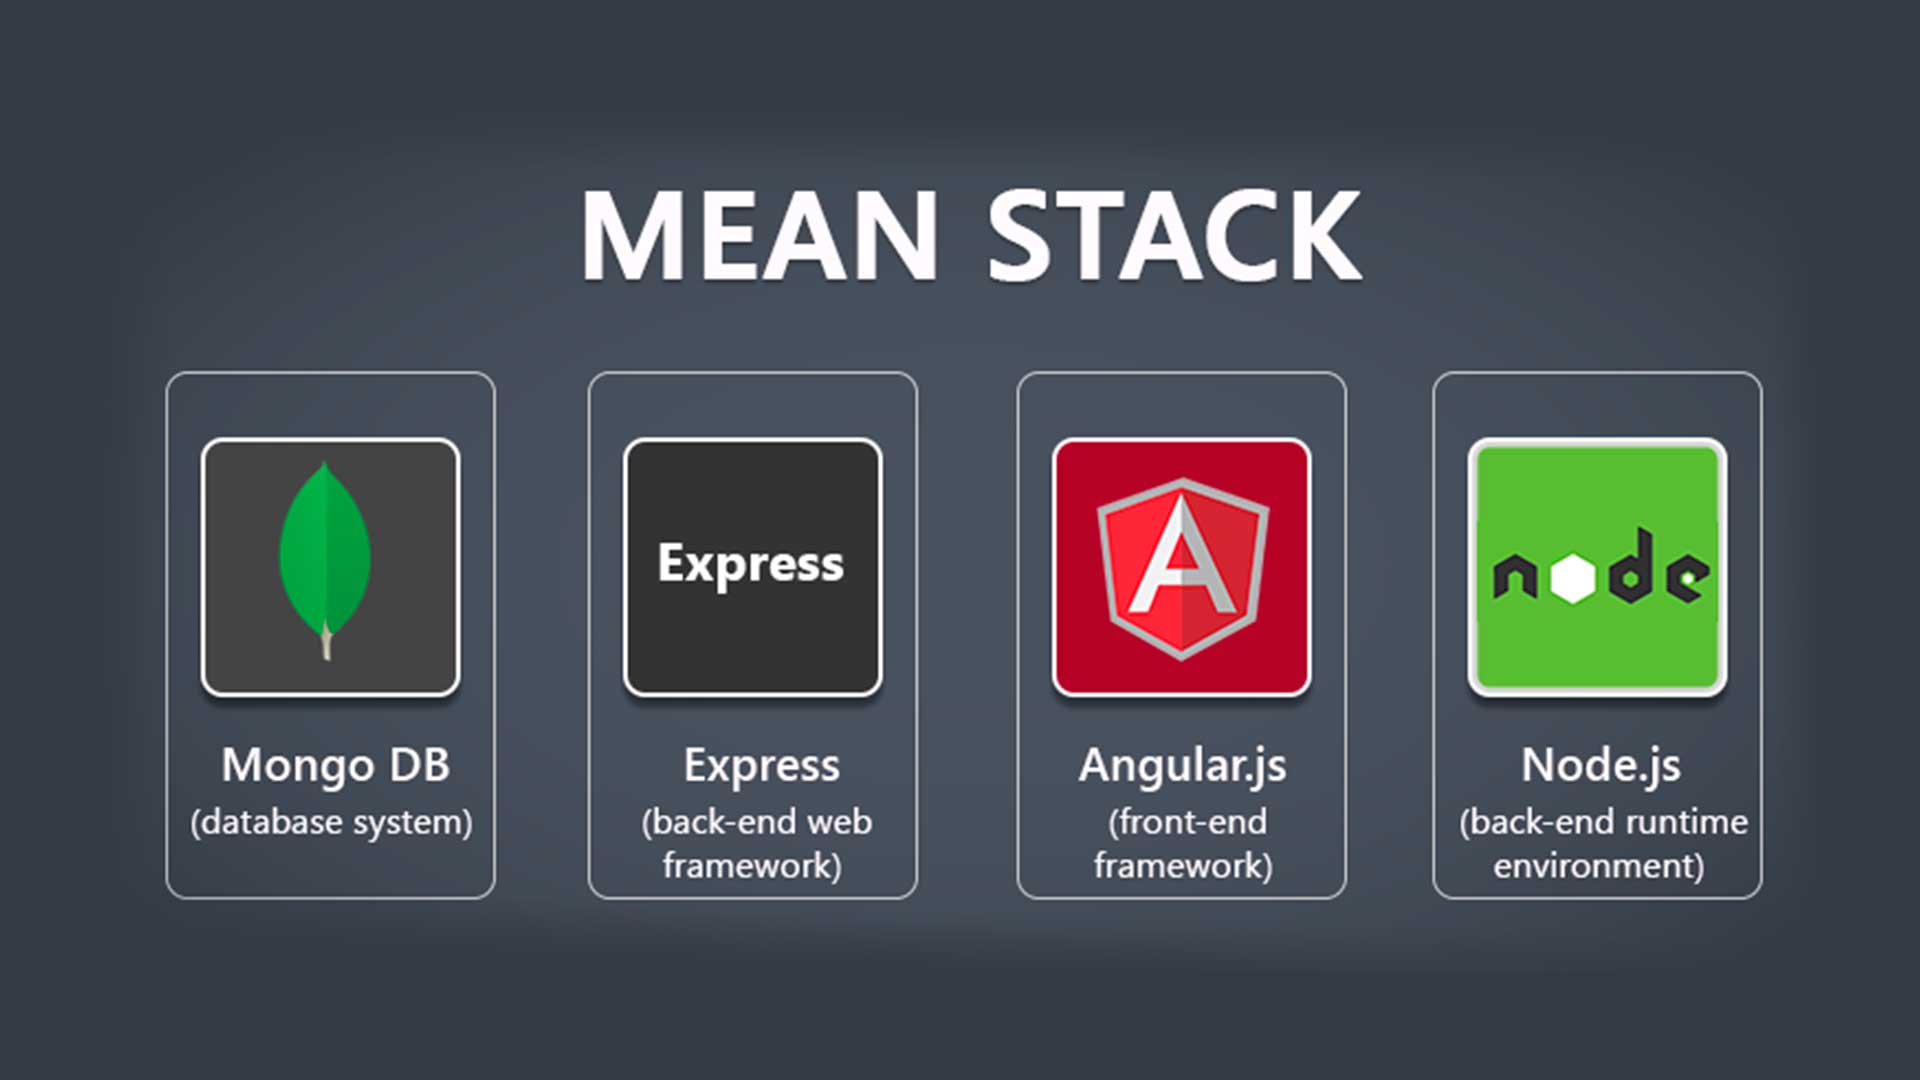 MEAN STACK
Express
A
node
Mongo DB
(database system)
Express
(back-end web
framework)
Angular.js
(front-end
framework)
Node.js
(back-end runtime
environment)